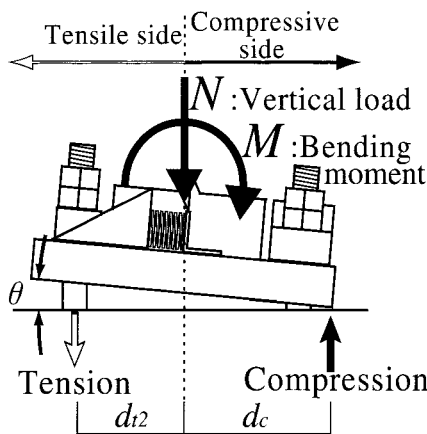 Tensile side
Compressive
side
N :Vertical load
M :Bending
moment
θ
Tension
Compression
dt2
dc